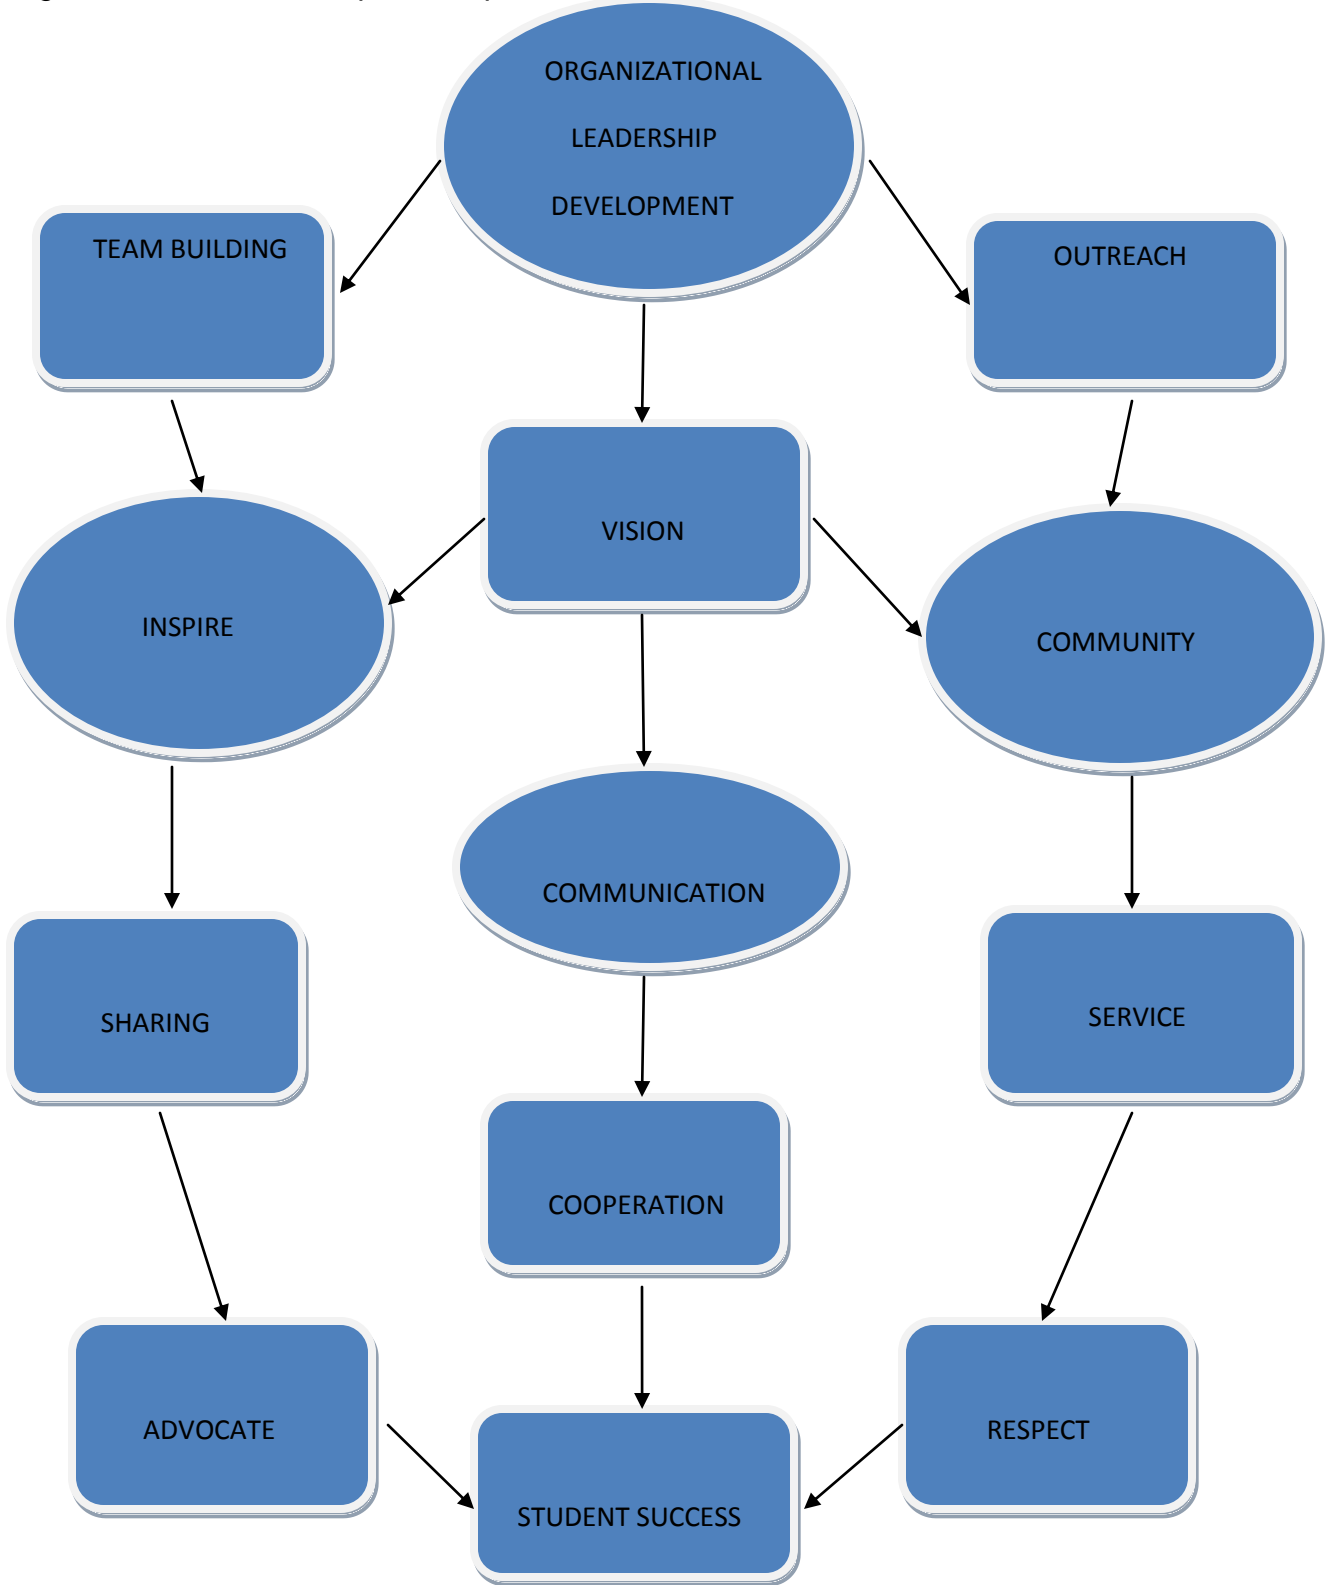 ORGANIZATIONAL
LEADERSHIP
DEVELOPMENT
TEAM BUILDING
OUTREACH
VISION
INSPIRE
COMMUNITY
COMMUNICATION
SHARING
SERVICE
COOPERATION
ADVOCATE
RESPECT
STUDENT SUCCESS